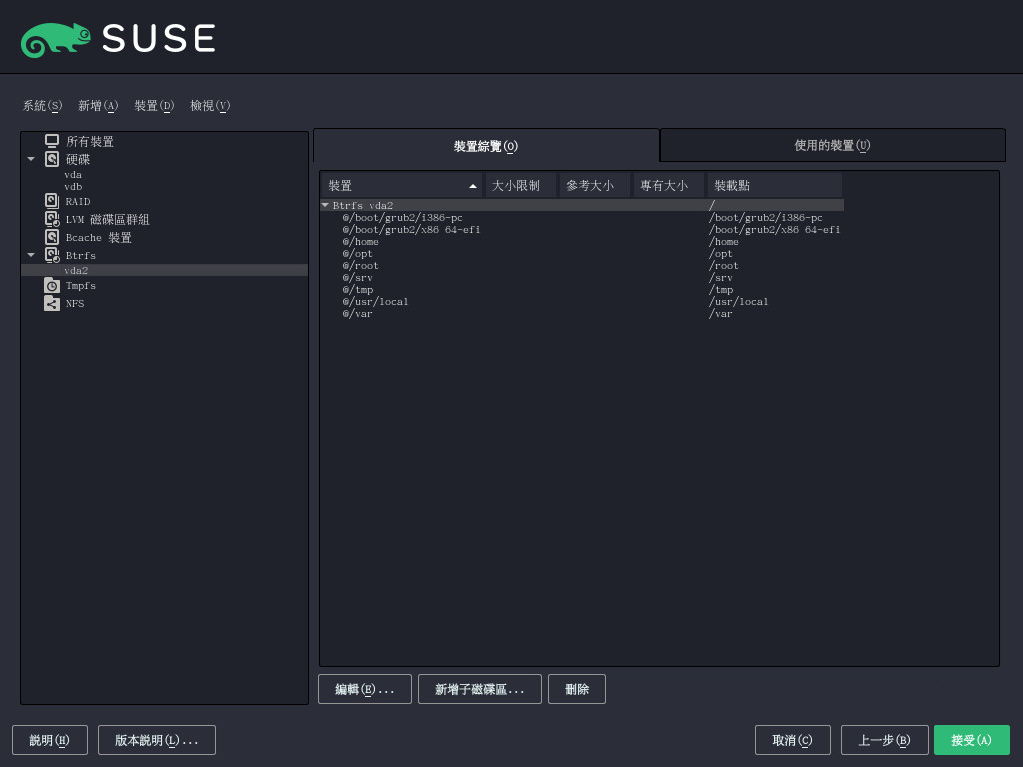 SUSE
系統(S) 新增(A) 裝置(D) 檢視(V)
所有裝置
硬碟
vda
vdb
RAID
LVM 磁碟區群組
Bcache 裝置
Btrfs
vda2
Tmpfs
NFS
裝置綜覽(O) 使用的裝置(U)
裝置 大小限制 參考大小 專有大小 裝載點
Btrfs vda2 /
@/boot/grub2/i386-pc /boot/grub2/i386-pc
@/boot/grub2/x86_64-efi /boot/grub2/x86_64-efi
@/home /home
@/opt /opt
@/root /root
@/srv /srv
@/tmp /tmp
@/usr/local /usr/local
@/var /var
編輯(E)... 新增子磁碟區... 刪除
說明(H) 版本說明(L)... 取消(C) 上一步(B) 接受(A)